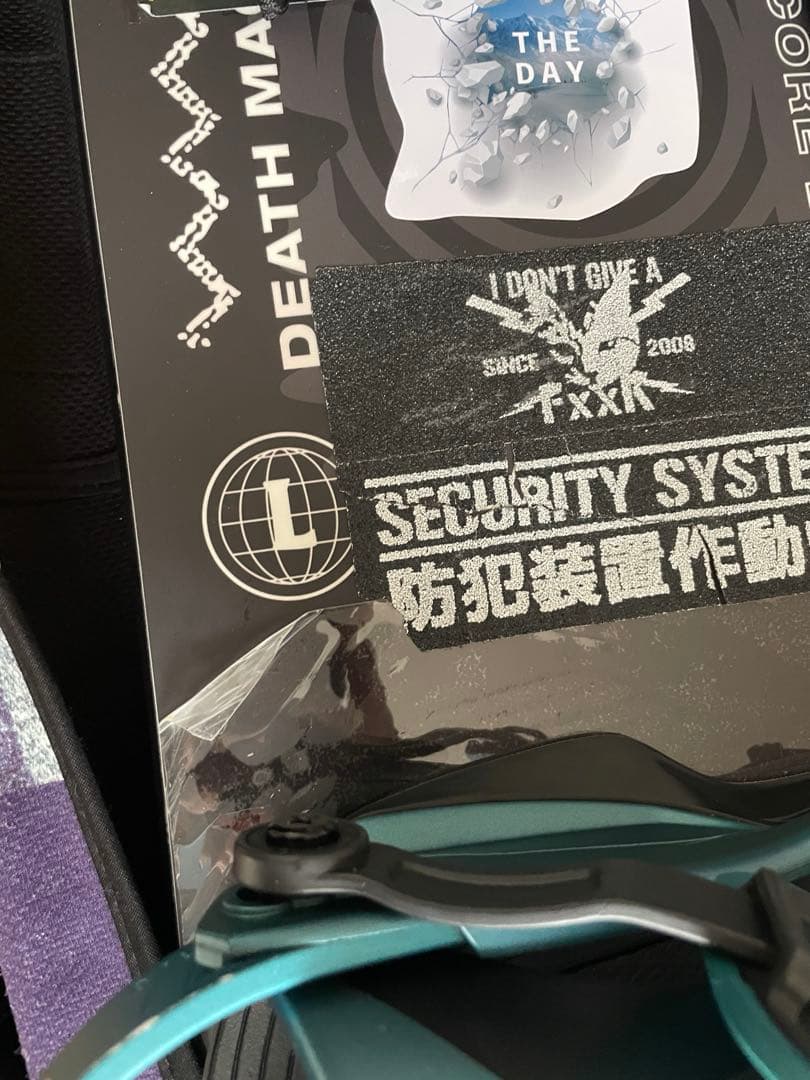 THE
DAY
DEATH MA
CORE
I DON'T GIVE A
SINCE 2008
FxxK
L
SECURITY SYSTE
防犯装置作動